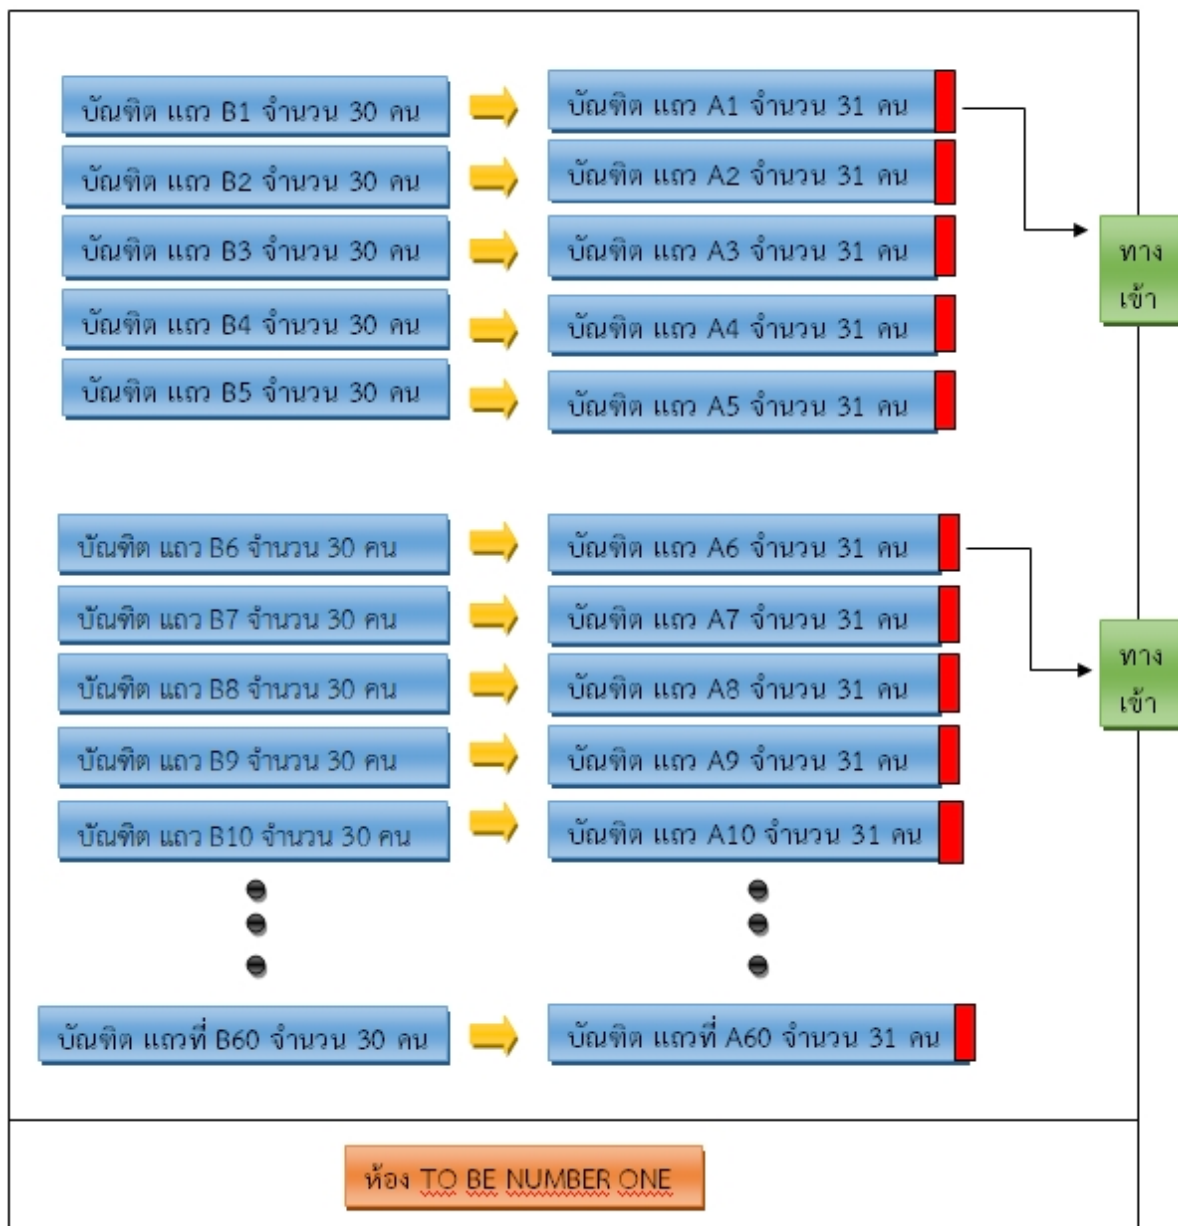 บัณฑิต แถว B1 จำนวน 30 คน
บัณฑิต แถว A1 จำนวน 31 คน
บัณฑิต แถว B2 จำนวน 30 คน
บัณฑิต แถว A2 จำนวน 31 คน
บัณฑิต แถว B3 จำนวน 30 คน
บัณฑิต แถว A3 จำนวน 31 คน
ทาง
เข้า
บัณฑิต แถว B4 จำนวน 30 คน
บัณฑิต แถว A4 จำนวน 31 คน
บัณฑิต แถว B5 จำนวน 30 คน
บัณฑิต แถว A5 จำนวน 31 คน
บัณฑิต แถว B6 จำนวน 30 คน
บัณฑิต แถว A6 จำนวน 31 คน
บัณฑิต แถว B7 จำนวน 30 คน
บัณฑิต แถว A7 จำนวน 31 คน
ทาง
เข้า
บัณฑิต แถว B8 จำนวน 30 คน
บัณฑิต แถว A8 จำนวน 31 คน
บัณฑิต แถว B9 จำนวน 30 คน
บัณฑิต แถว A9 จำนวน 31 คน
บัณฑิต แถว B10 จำนวน 30 คน
บัณฑิต แถว A10 จำนวน 31 คน
บัณฑิต แถวที่ B60 จำนวน 30 คน
บัณฑิต แถวที่ A60 จำนวน 31 คน
ห้อง TO BE NUMBER ONE